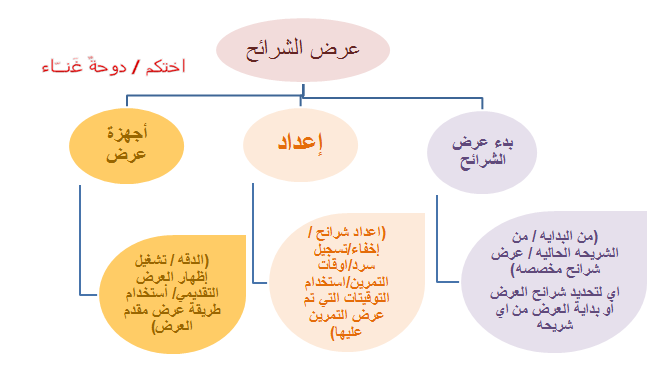 عرض الشرائح
اختكم / دوحةٌ غَنـَـاء
بدء عرض
الشرائح
إعداد
أجهزة
عرض
(من البدايه / من
الشريحه الحاليه / عرض
شرائح مخصصه)
اي لتحديد شرائح العرض
أو بداية العرض من اي
شريحه
(اعداد شرائح /
إخفاء/تسجيل
سرد/اوقات
التمرين/استخدام
التوقيتات التي تم
عرض التمرين
عليها)
(الدقه / تشغيل
إظهار العرض
التقديمي/ أستخدام
طريقة عرض مقدم
العرض)